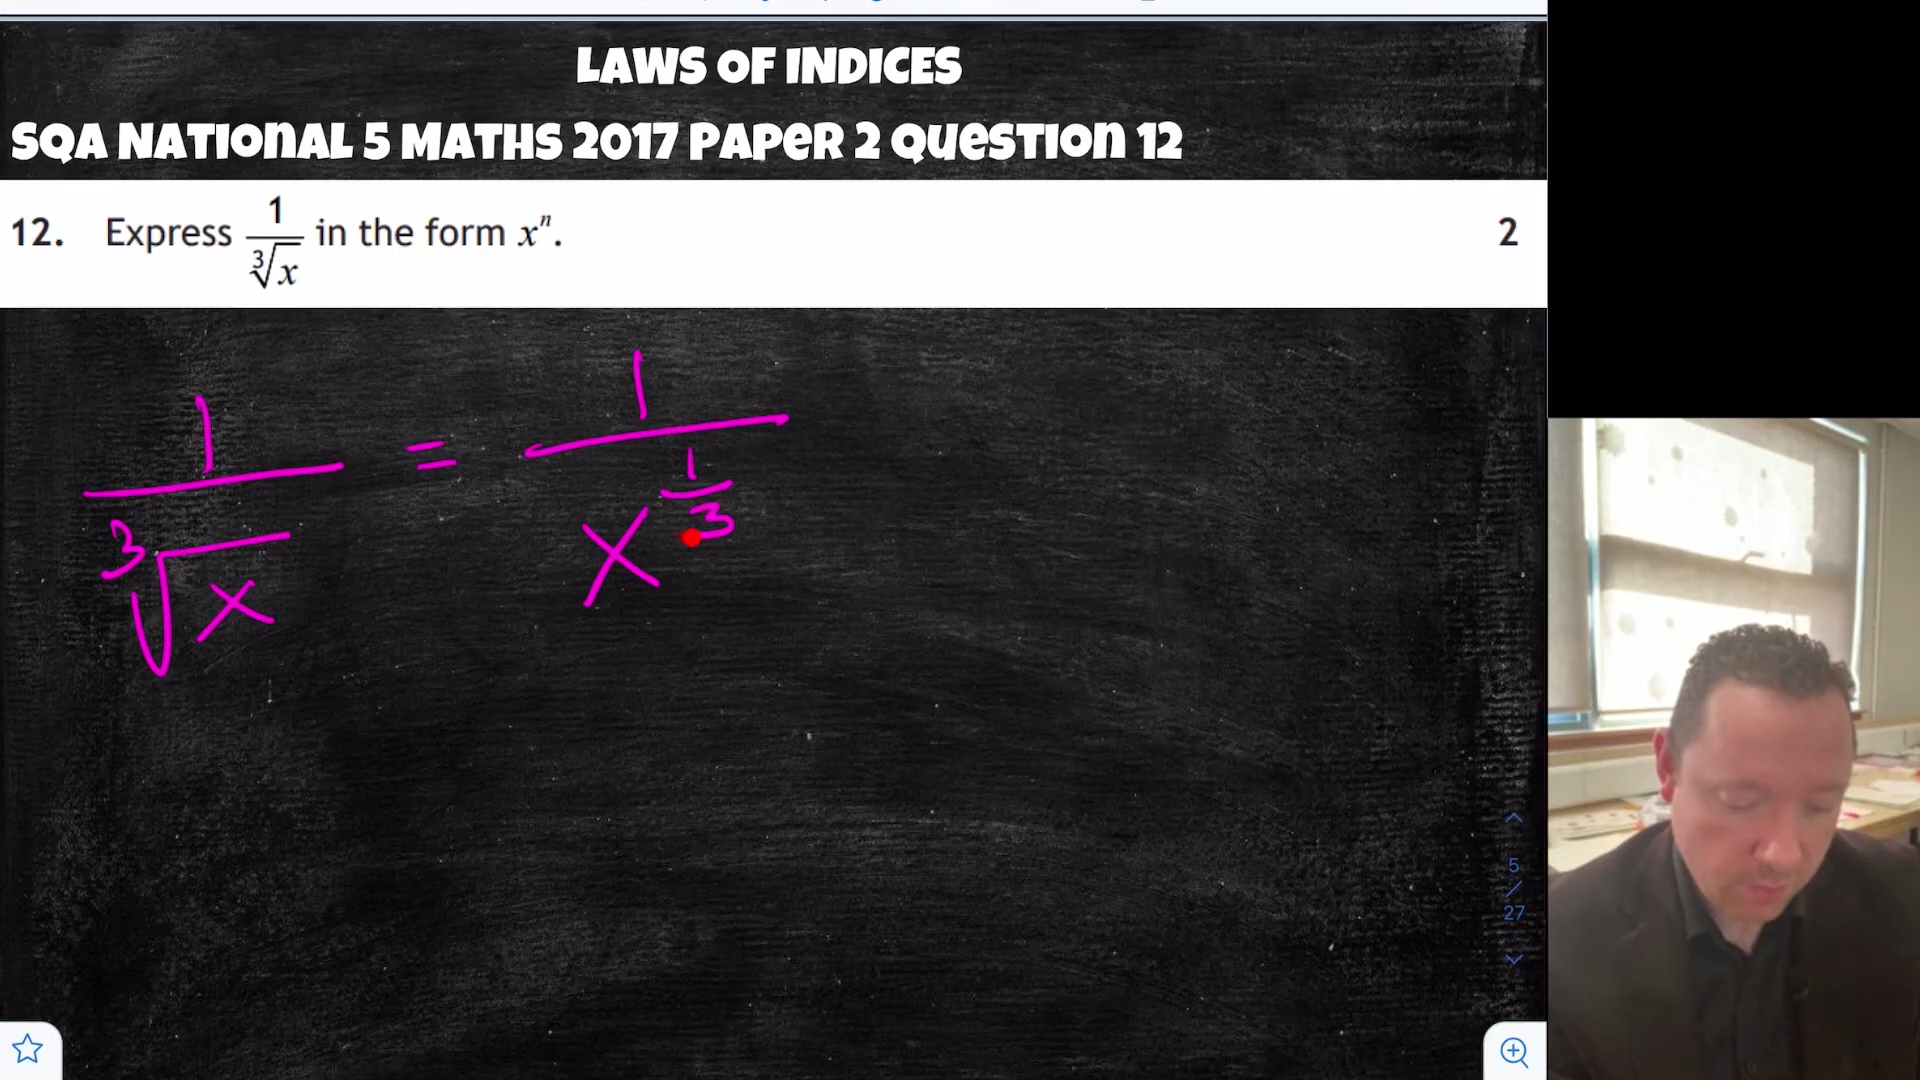 LAWS OF INDICES
SQA NATIONAL 5 MATHS 2017 PAPER 2 QUESTION 12
12. Express 1/∛x in the form xⁿ. 2
1/∛x = 1/x^(1/3)
5
/
27